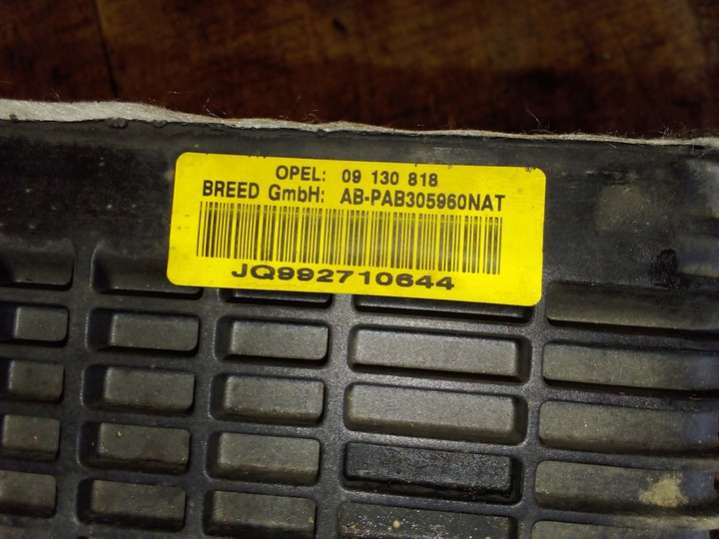 OPEL: 09 130 818
BREED GmbH: AB-PAB305960NAT
JQ992710644